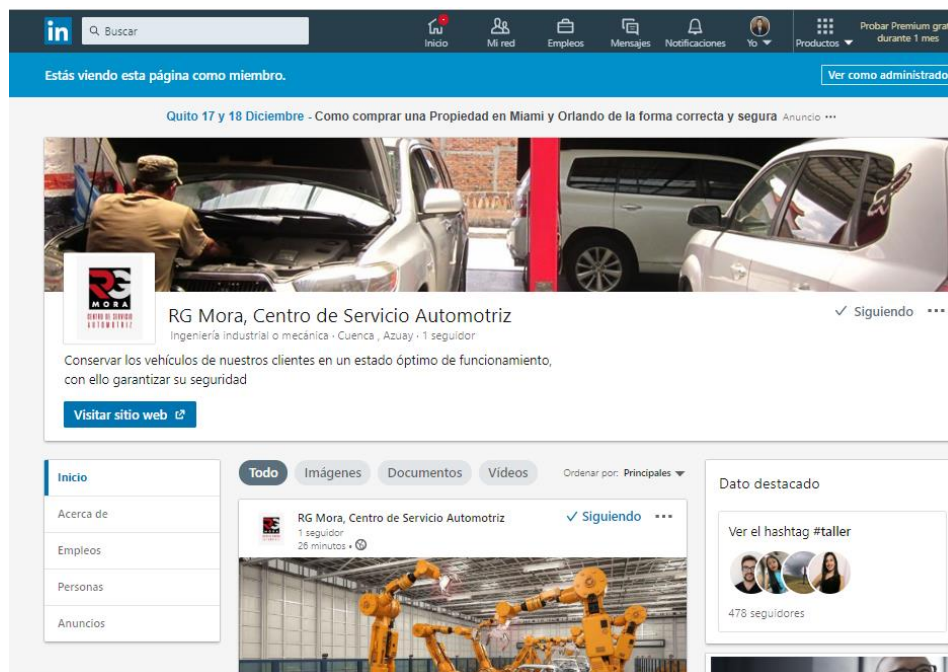 in
Buscar
Inicio
Mi red
Empleos
Mensajes
Notificaciones
Yo
Productos
Probar Premium grat
durante 1 mes
Estás viendo esta página como miembro.
Ver como administrado
Quito 17 y 18 Diciembre - Como comprar una Propiedad en Miami y Orlando de la forma correcta y segura Anuncio •••
RG
MORA
CENTRO DE SERVICIO
AUTOMOTRIZ
RG Mora, Centro de Servicio Automotriz
Siguiendo •••
Ingeniería industrial o mecánica · Cuenca , Azuay · 1 seguidor
Conservar los vehículos de nuestros clientes en un estado óptimo de funcionamiento,
con ello garantizar su seguridad
Visitar sitio web
Inicio
Acerca de
Empleos
Personas
Anuncios
Todo
Imágenes
Documentos
Vídeos
Ordenar por: Principales
RG Mora, Centro de Servicio Automotriz
Siguiendo •••
1 seguidor
26 minutos •
Dato destacado
Ver el hashtag #taller
478 seguidores